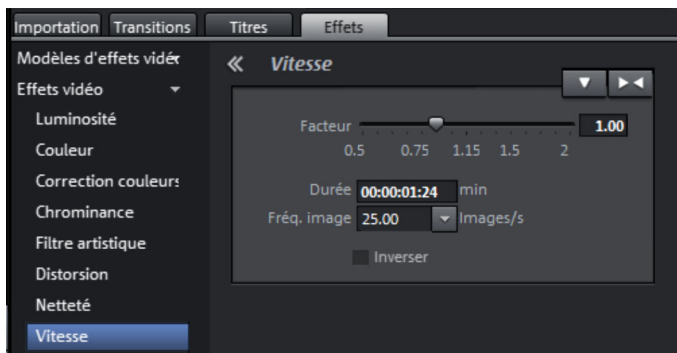 Importation Transitions Titres Effets
Modèles d'effets vidéo
Effets vidéo
Luminosité
Couleur
Correction couleurs
Chrominance
Filtre artistique
Distorsion
Netteté
Vitesse
« Vitesse
Facteur 1.00
0.5 0.75 1.15 1.5 2
Durée 00:00:01:24 min
Fréq. image 25.00 Images/s
Inverser